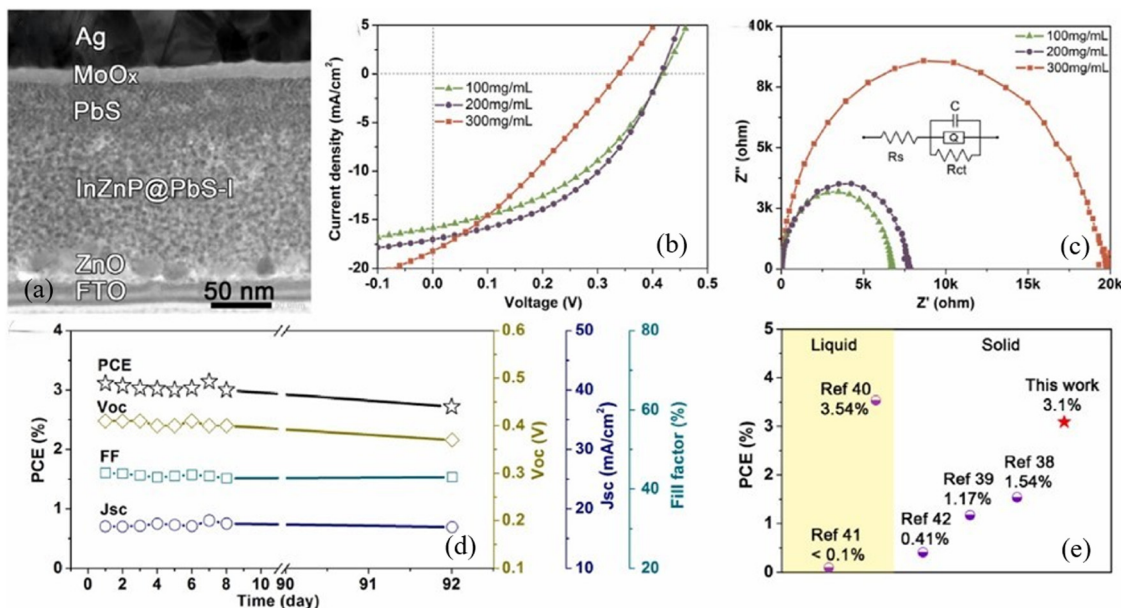 Ag
MoOx
PbS
InZnP@PbS-I
ZnO
FTO
50 nm
(a)
Current density (mA/cm²)
5
0
-5
-10
-15
-20
-0.1 0.0 0.1 0.2 0.3 0.4 0.5
Voltage (V)
100mg/mL
200mg/mL
300mg/mL
(b)
Z'' (ohm)
10k
8k
5k
3k
0
0 5k 10k 15k 20k
Z' (ohm)
100mg/mL
200mg/mL
300mg/mL
C
Q
Rs
Rct
(c)
PCE (%)
4
3
2
1
0
PCE
Voc
FF
Jsc
0 2 4 6 8 10 90 91 92
Time (day)
0.6
0.5
0.4
0.3
0.2
0.1
Voc (V)
50
40
30
20
10
Jsc (mA/cm²)
80
60
40
20
Fill factor (%)
(d)
PCE (%)
5
4
3
2
1
0
Liquid
Solid
Ref 40
3.54%
This work
3.1%
Ref 38
1.54%
Ref 39
1.17%
Ref 42
0.41%
Ref 41
< 0.1%
(e)